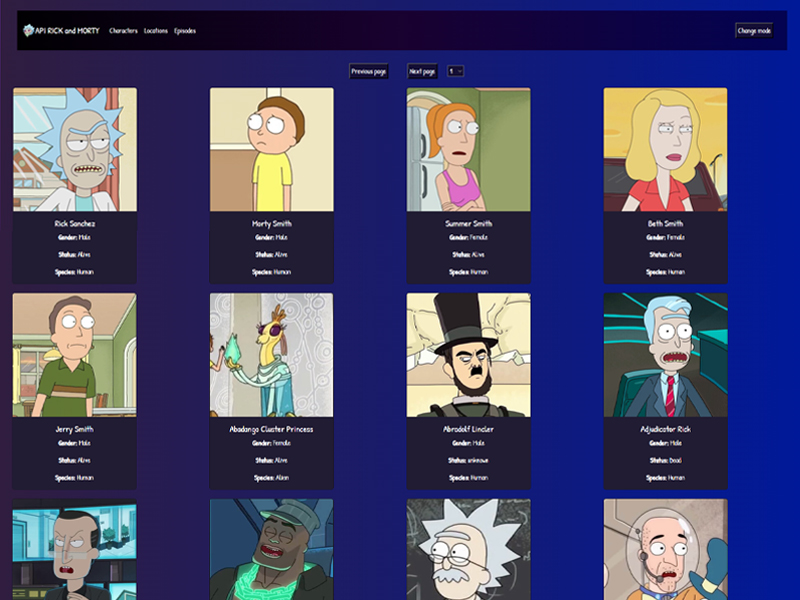 API RICK and MORTY Characters Locations Episodes Change mode
Previous page Next page 1
Rick Sanchez
Gender: Male
Status: Alive
Species: Human
Morty Smith
Gender: Male
Status: Alive
Species: Human
Summer Smith
Gender: Female
Status: Alive
Species: Human
Beth Smith
Gender: Female
Status: Alive
Species: Human
Jerry Smith
Gender: Male
Status: Alive
Species: Human
Abadango Cluster Princess
Gender: Female
Status: Alive
Species: Alien
Abradolf Lincler
Gender: Male
Status: unknown
Species: Human
Adjudicator Rick
Gender: Male
Status: Dead
Species: Human